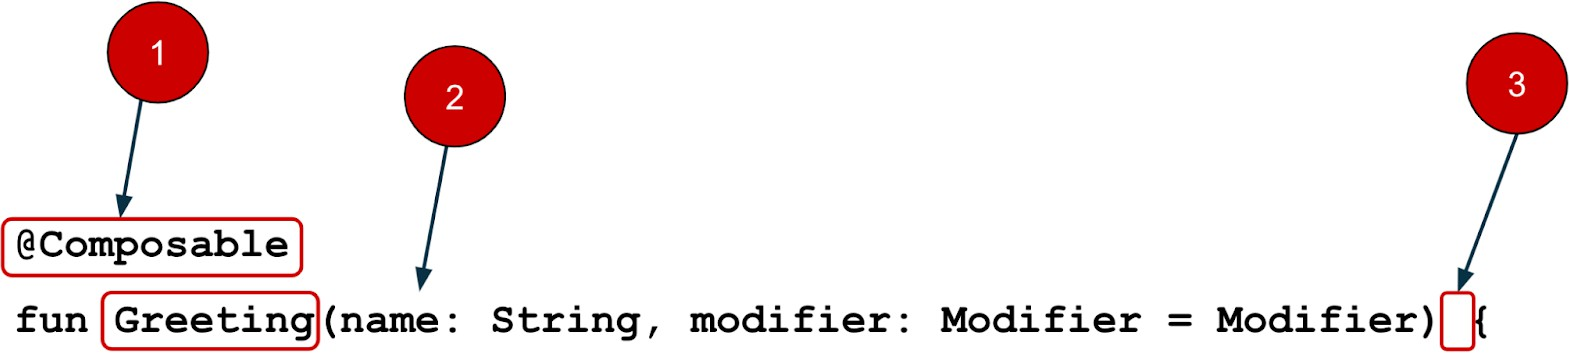 1
2
3
@Composable
fun Greeting(name: String, modifier: Modifier = Modifier) {